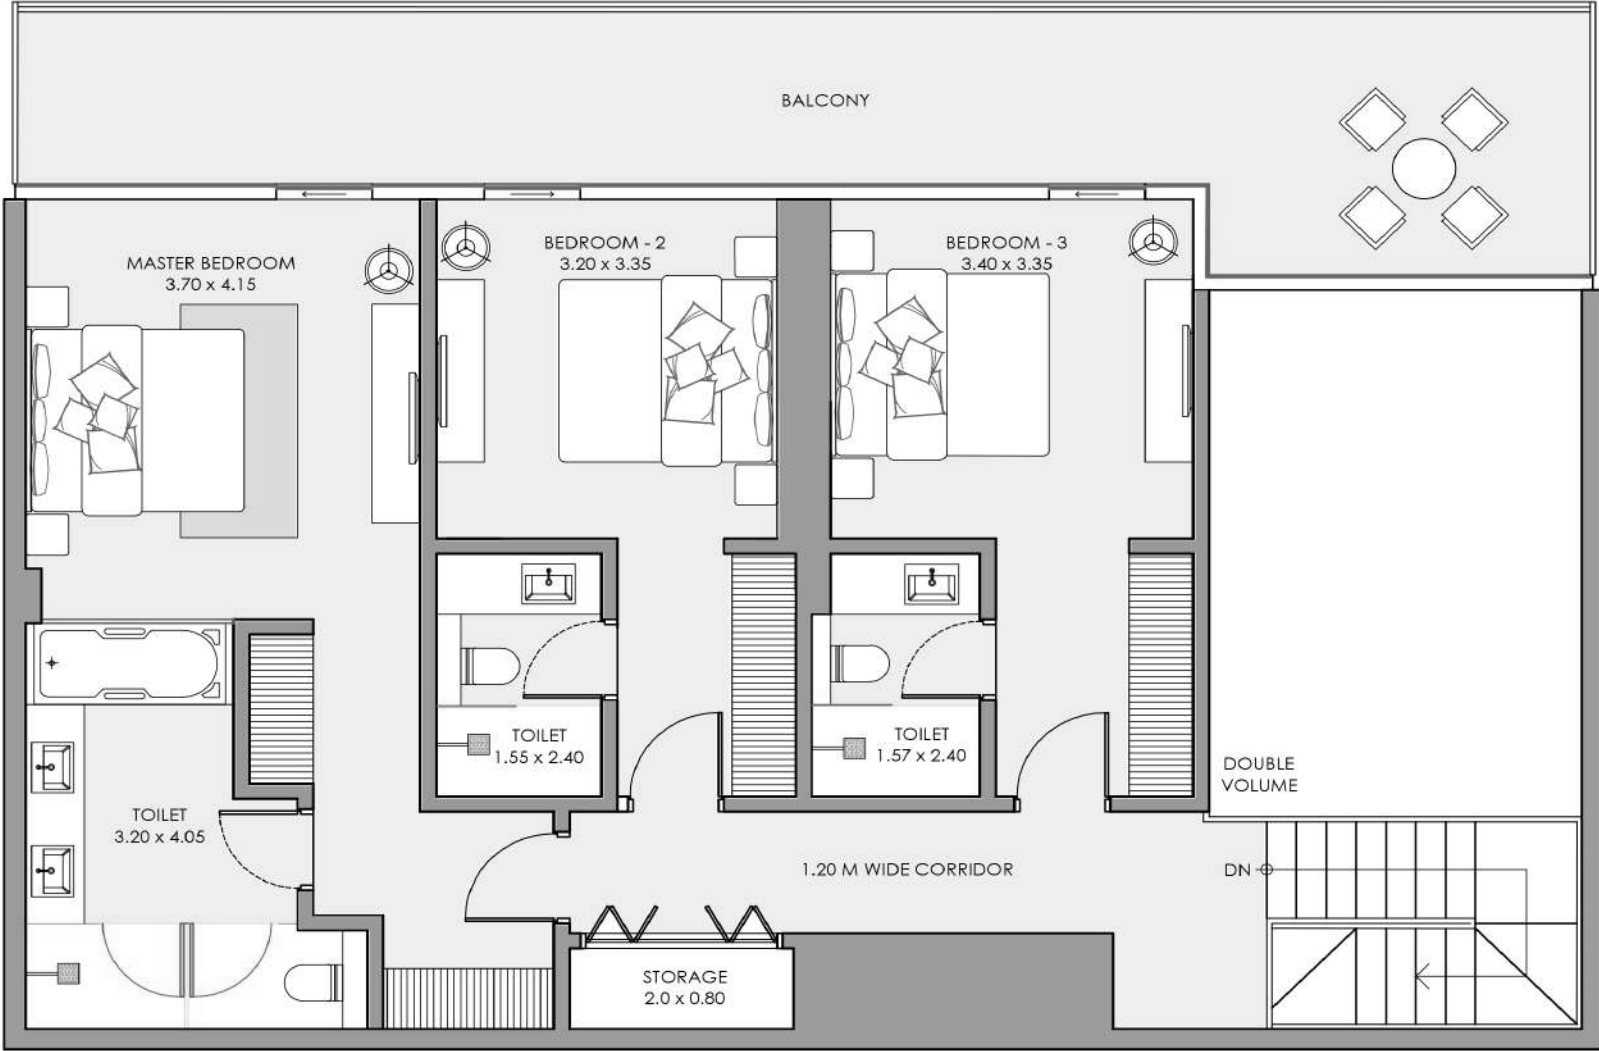 BALCONY
MASTER BEDROOM
3.70 x 4.15
BEDROOM - 2
3.20 x 3.35
BEDROOM - 3
3.40 x 3.35
TOILET
1.55 x 2.40
TOILET
1.57 x 2.40
DOUBLE
VOLUME
TOILET
3.20 x 4.05
1.20 M WIDE CORRIDOR
DN
STORAGE
2.0 x 0.80